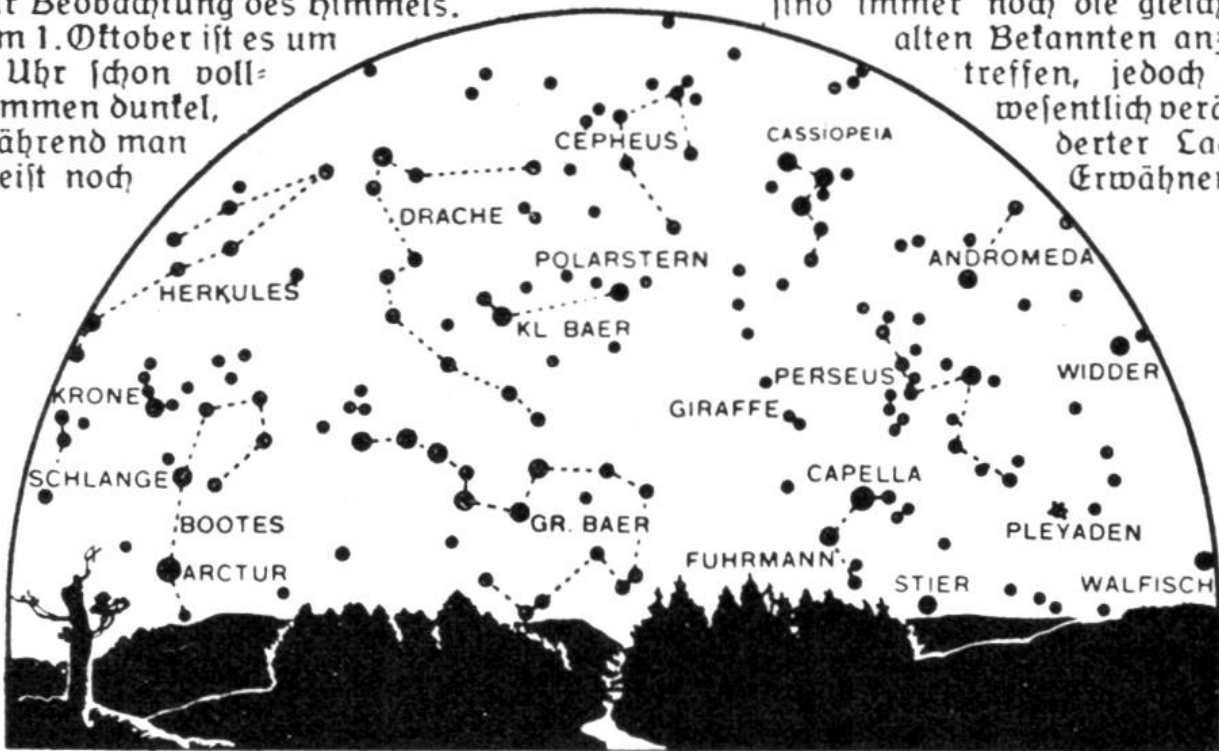 r Beobachtung des Himmels.
m 1. Oktober ist es um
Uhr schon voll=
mmen dunkel,
ährend man
eist noch
sind immer noch die gleich
alten Bekannten an
treffen, jedoch
wesentlich verä
derter La
Erwähne
CEPHEUS
CASSIOPEIA
DRACHE
POLARSTERN
ANDROMEDA
HERKULES
KL BAER
KRONE
PERSEUS
WIDDER
GIRAFFE
SCHLANGE
CAPELLA
BOOTES
GR. BAER
PLEYADEN
ARCTUR
FUHRMANN
STIER
WALFISCH